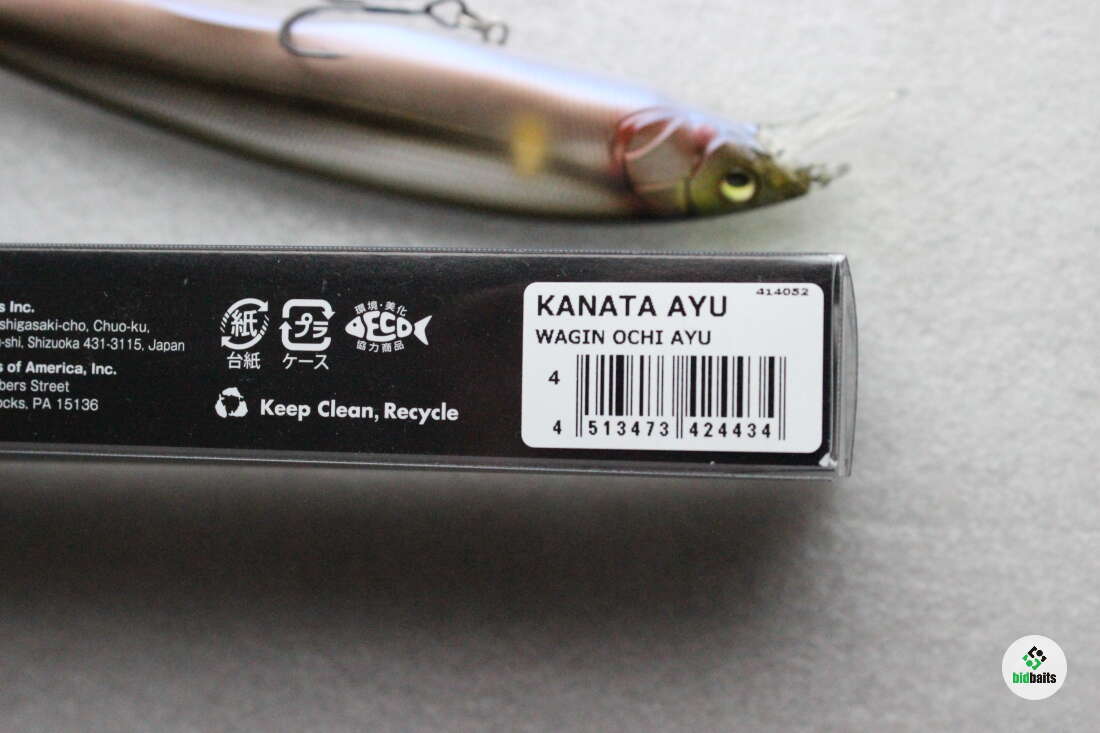 s Inc.
shigasaki-cho, Chuo-ku,
-shi, Shizuoka 431-3115, Japan
s of America, Inc.
bers Street
ocks, PA 15136
紙
台紙
プラ
ケース
環境・美化
ECO
協力商品
Keep Clean, Recycle
414052
KANATA AYU
WAGIN OCHI AYU
4
4 513473 424434
bidbaits